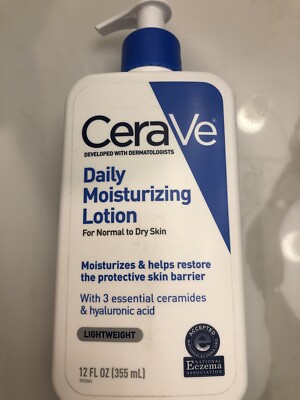 CeraVe
DEVELOPED WITH DERMATOLOGISTS
Daily
Moisturizing
Lotion
For Normal to Dry Skin
Moisturizes & helps restore
the protective skin barrier
With 3 essential ceramides
& hyaluronic acid
LIGHTWEIGHT
12 FL OZ (355 mL)
ACCEPTED
NATIONAL
Eczema
ASSOCIATION